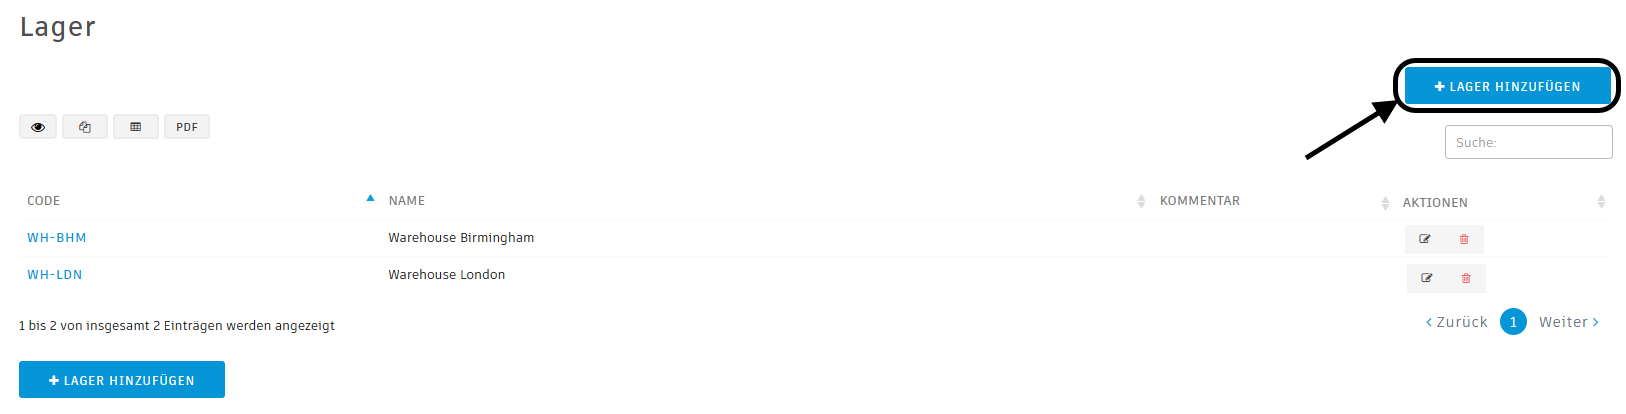 Lager
LAGER HINZUFÜGEN
PDF
Suche:
CODE NAME KOMMENTAR AKTIONEN
WH-BHM Warehouse Birmingham
WH-LDN Warehouse London
1 bis 2 von insgesamt 2 Einträgen werden angezeigt
Zurück 1 Weiter
LAGER HINZUFÜGEN